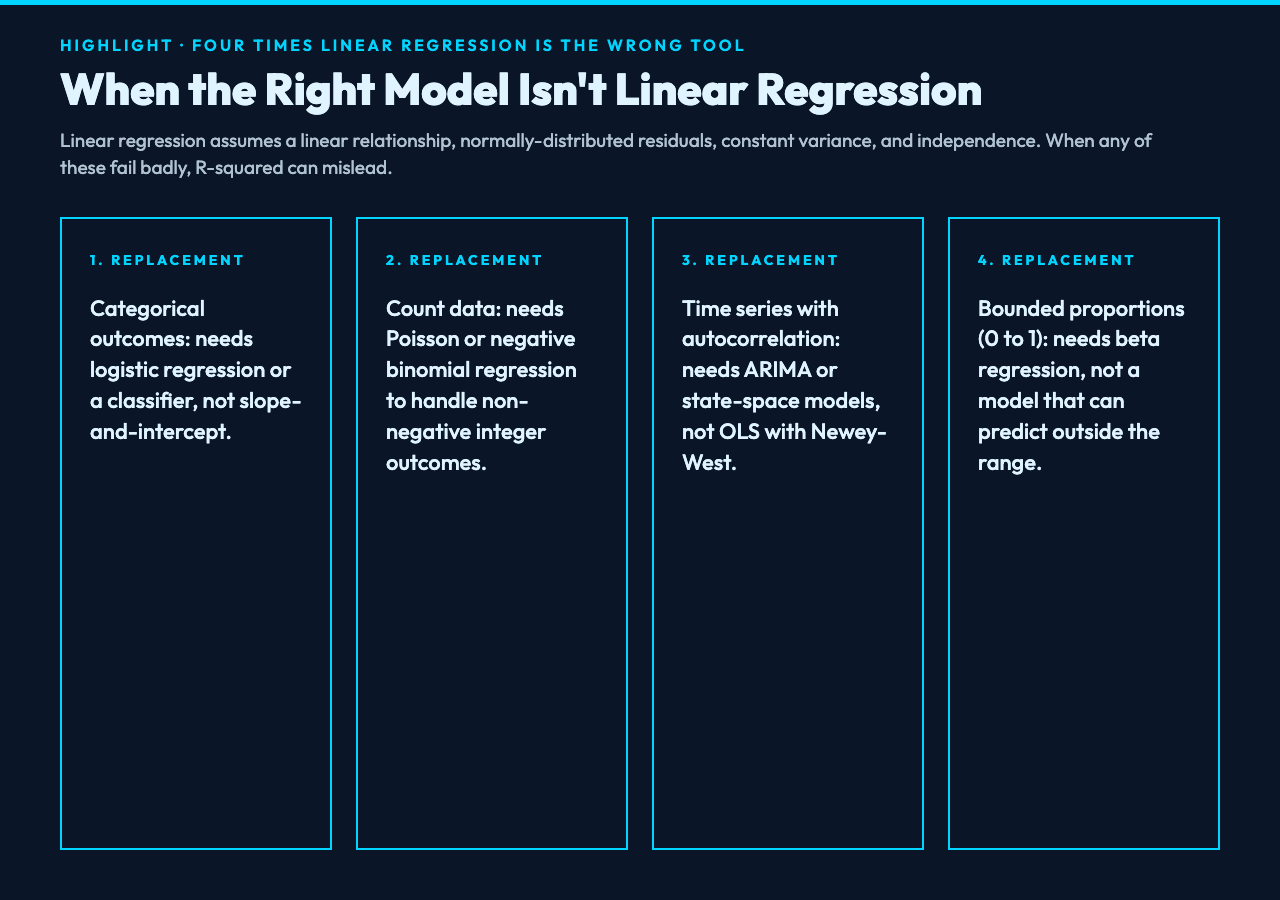 HIGHLIGHT · FOUR TIMES LINEAR REGRESSION IS THE WRONG TOOL
When the Right Model Isn't Linear Regression
Linear regression assumes a linear relationship, normally-distributed residuals, constant variance, and independence. When any of
these fail badly, R-squared can mislead.
1. REPLACEMENT
Categorical
outcomes: needs
logistic regression or
a classifier, not slope-
and-intercept.
2. REPLACEMENT
Count data: needs
Poisson or negative
binomial regression
to handle non-
negative integer
outcomes.
3. REPLACEMENT
Time series with
autocorrelation:
needs ARIMA or
state-space models,
not OLS with Newey-
West.
4. REPLACEMENT
Bounded proportions
(0 to 1): needs beta
regression, not a
model that can
predict outside the
range.